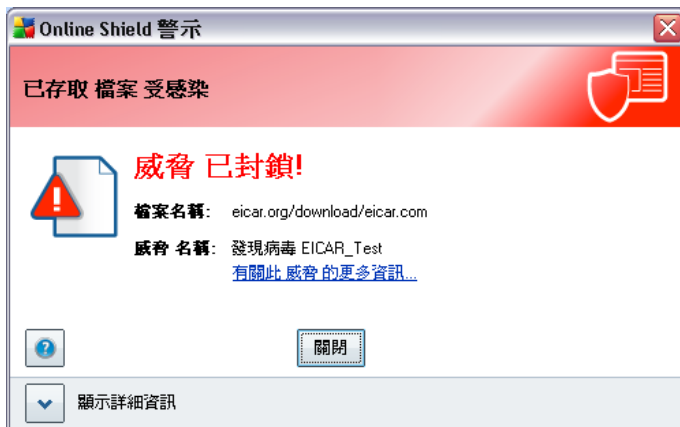 Online Shield 警示
已存取 檔案 受感染
威脅 已封鎖!
檔案名稱: eicar.org/download/eicar.com
威脅 名稱: 發現病毒 EICAR_Test
有關此 威脅 的更多資訊...
關閉
顯示詳細資訊